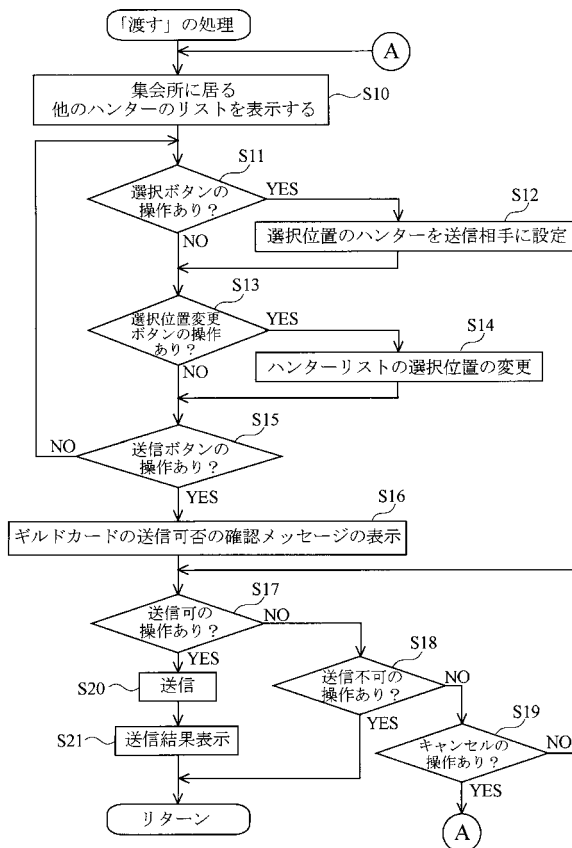 「渡す」の処理
A
集会所に居る
他のハンターのリストを表示する
S10
S11
選択ボタンの
操作あり？
YES
NO
S12
選択位置のハンターを送信相手に設定
S13
選択位置変更
ボタンの操作
あり？
YES
NO
S14
ハンターリストの選択位置の変更
S15
送信ボタンの
操作あり？
NO
YES
S16
ギルドカードの送信可否の確認メッセージの表示
S17
送信可の
操作あり？
NO
YES
S18
送信不可の
操作あり？
NO
YES
S19
キャンセルの
操作あり？
NO
YES
S20
送信
S21
送信結果表示
リターン
A